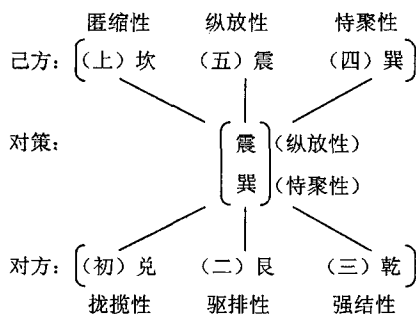 匿缩性 纵放性 恃聚性
己方：（上）坎 （五）震 （四）巽
对策： 震（纵放性）
巽（恃聚性）
对方：（初）兑 （二）艮 （三）乾
拢揽性 驱排性 强结性